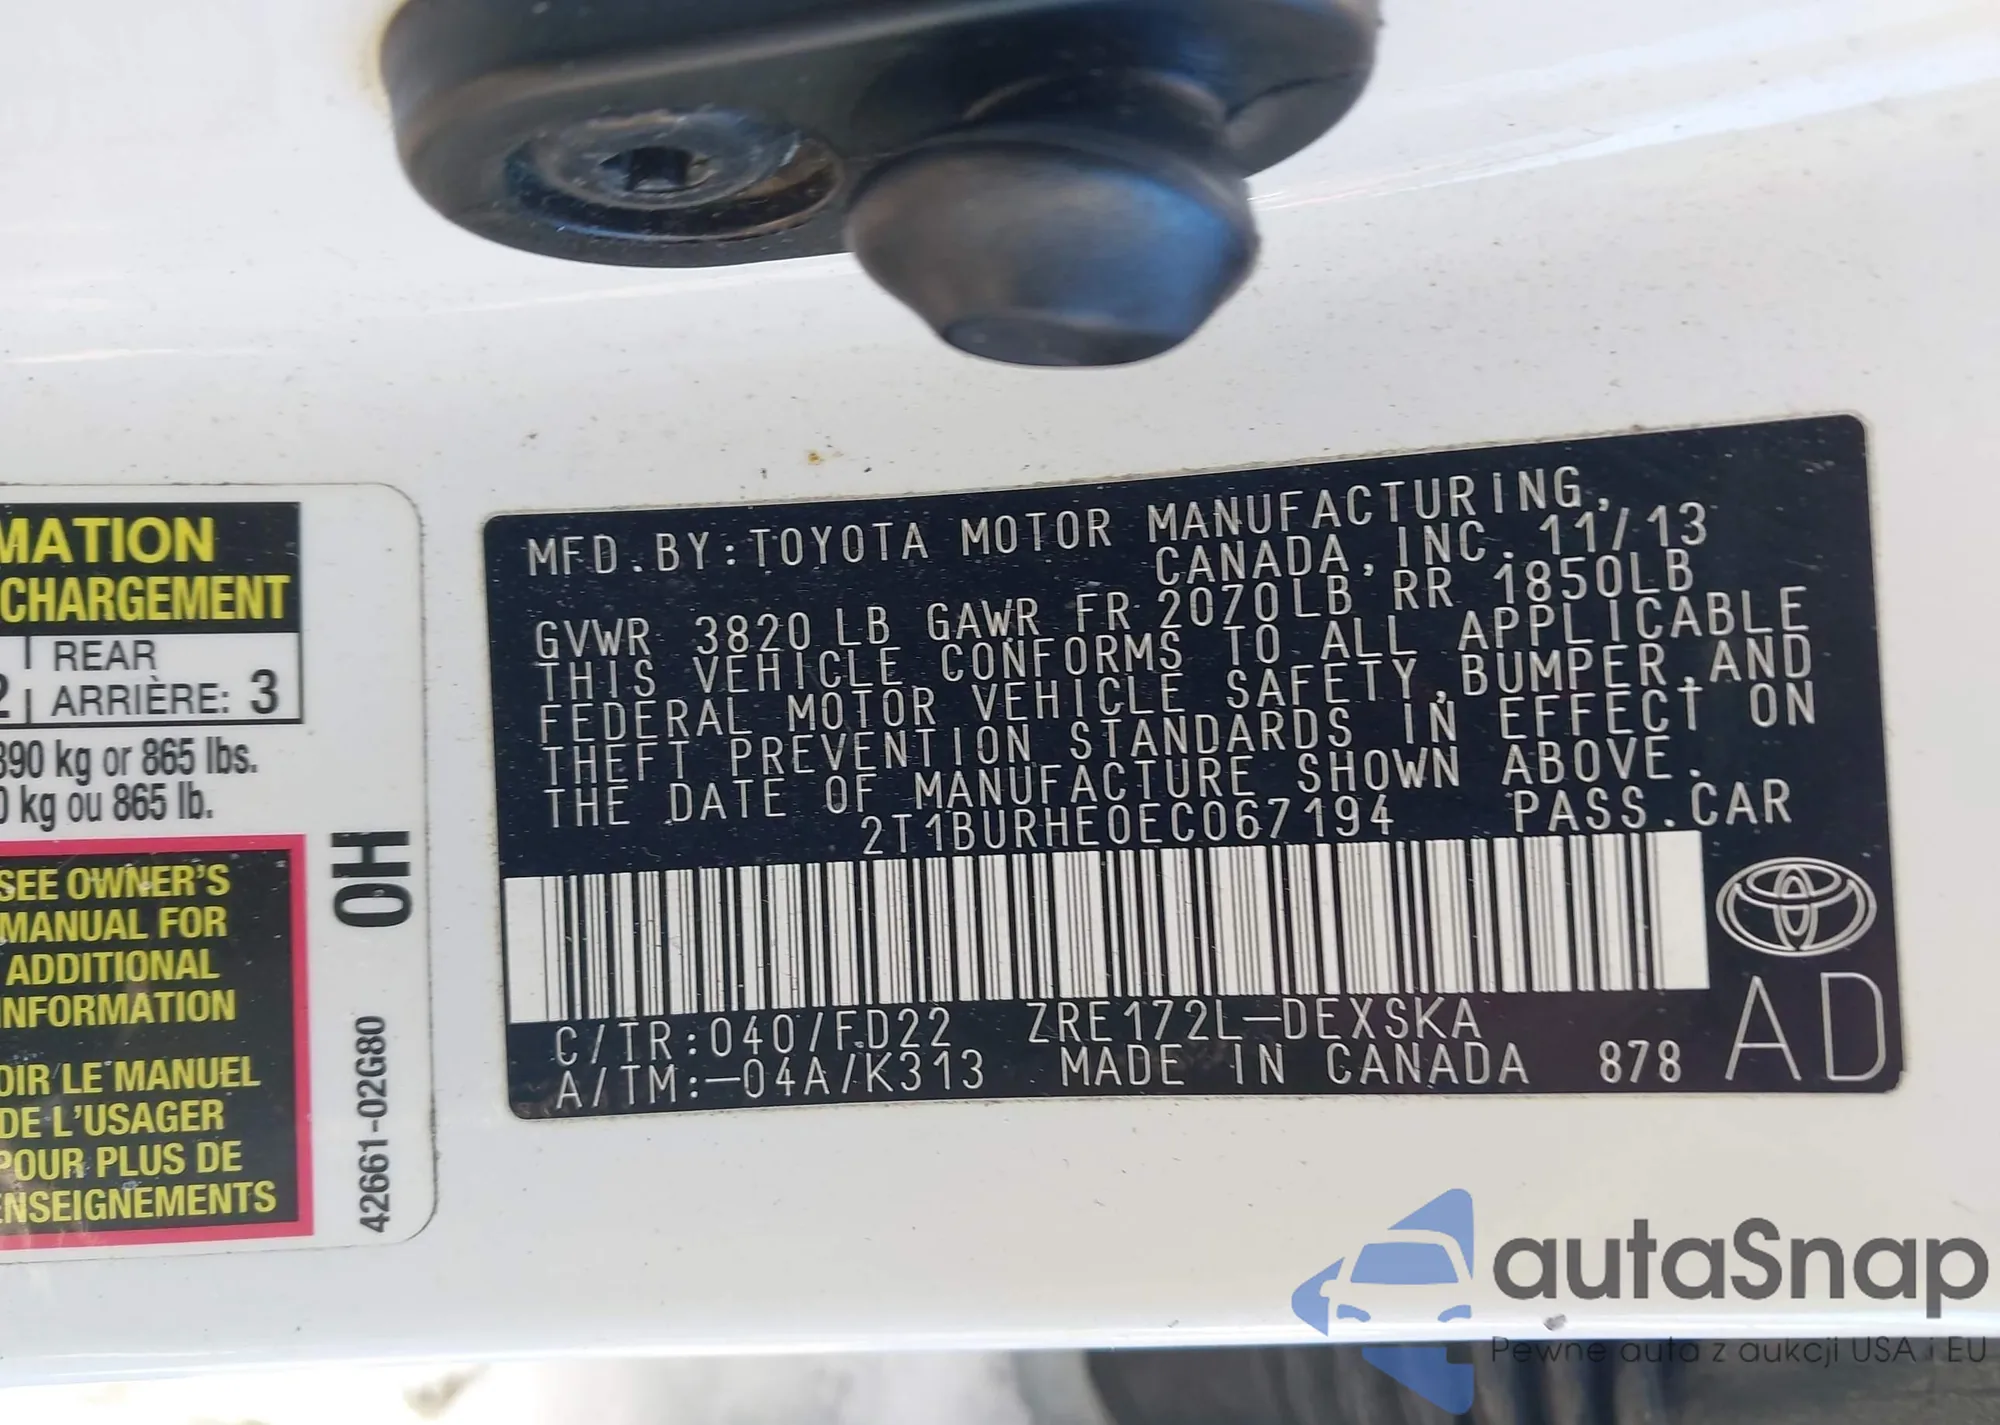 MATION
CHARGEMENT
REAR
2 ARRIÈRE: 3
390 kg or 865 lbs.
0 kg ou 865 lb.
SEE OWNER'S
MANUAL FOR
ADDITIONAL
INFORMATION
OIR LE MANUEL
DE L'USAGER
POUR PLUS DE
ENSEIGNEMENTS
0H
42661-02G80
MFD.BY:TOYOTA MOTOR MANUFACTURING,
CANADA,INC. 11/13
GVWR 3820LB GAWR FR 2070LB RR 1850LB
THIS VEHICLE CONFORMS TO ALL APPLICABLE
FEDERAL MOTOR VEHICLE SAFETY,BUMPER,AND
THEFT PREVENTION STANDARDS IN EFFECT ON
THE DATE OF MANUFACTURE SHOWN ABOVE.
2T1BURHE0EC067194 PASS.CAR
C/TR:040/FD22 ZRE172L-DEXSKA
A/TM:-04A/K313 MADE IN CANADA 878
AD
autaSnap
Pewne auta z aukcji USA i EU